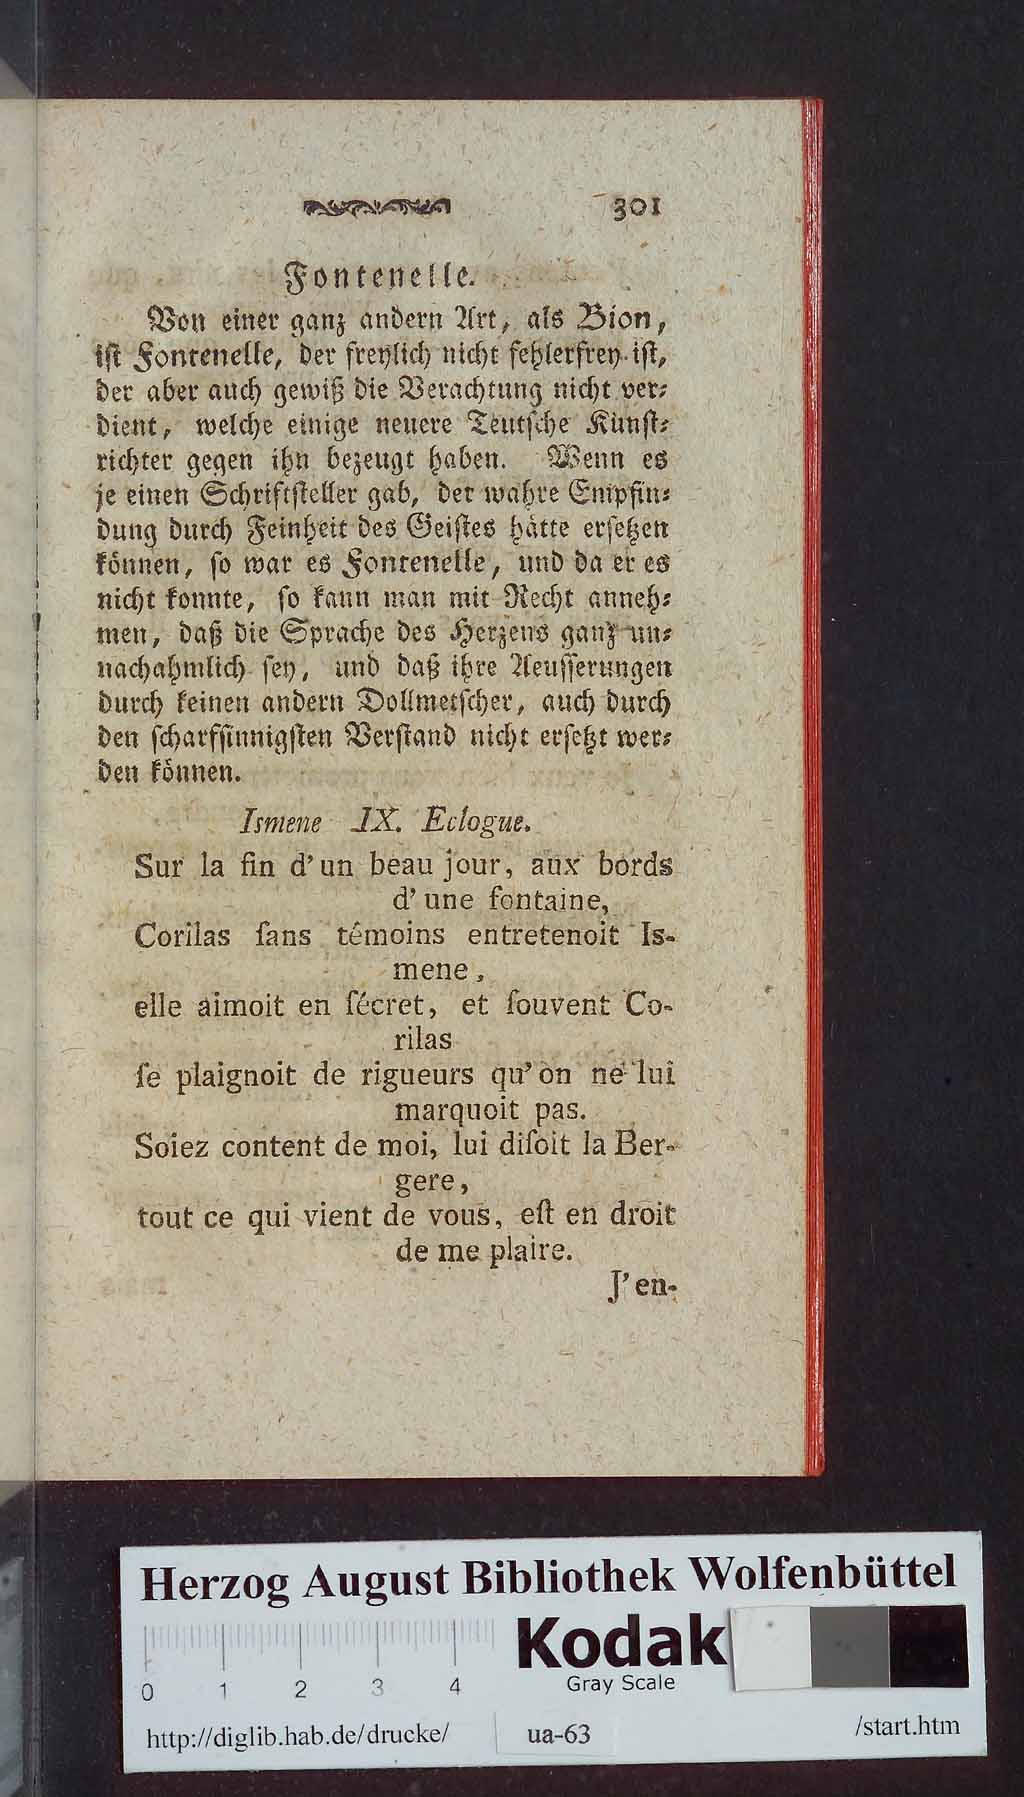 301
Fontenelle.
Von einer ganz andern Art, als Bion,
ist Fontenelle, der freylich nicht fehlerfrey ist,
der aber auch gewiß die Verachtung nicht ver⸗
dient, welche einige neuere Teutsche Kunst⸗
richter gegen ihn bezeugt haben. Wenn es
je einen Schriftsteller gab, der wahre Empfin⸗
dung durch Feinheit des Geistes hätte ersetzen
können, so war es Fontenelle, und da er es
nicht konnte, so kann man mit Recht anneh⸗
men, daß die Sprache des Herzens ganz un⸗
nachahmlich sey, und daß ihre Aeusserungen
durch keinen andern Dollmetscher, auch durch
den scharfsinnigsten Verstand nicht ersetzt wer⸗
den können.
Ismene IX. Eclogue.
Sur la fin d'un beau jour, aux bords
d'une fontaine,
Corilas ſans témoins entretenoit Is-
mene,
elle aimoit en ſécret, et ſouvent Co-
rilas
ſe plaignoit de rigueurs qu'on ne lui
marquoit pas.
Soiez content de moi, lui diſoit la Ber-
gere,
tout ce qui vient de vous, eſt en droit
de me plaire.
J'en-
Herzog August Bibliothek Wolfenbüttel
Kodak
Gray Scale
0 1 2 3 4
http://diglib.hab.de/drucke/ ua-63 /start.htm